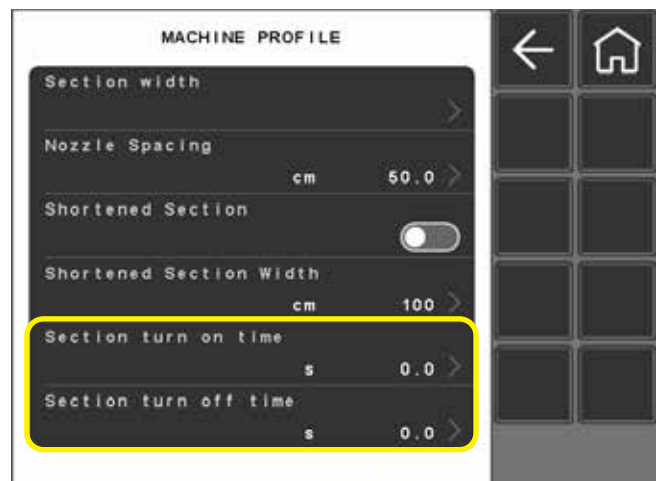 MACHINE PROFILE
Section width
Nozzle Spacing
cm 50.0
Shortened Section
Shortened Section Width
cm 100
Section turn on time
s 0.0
Section turn off time
s 0.0